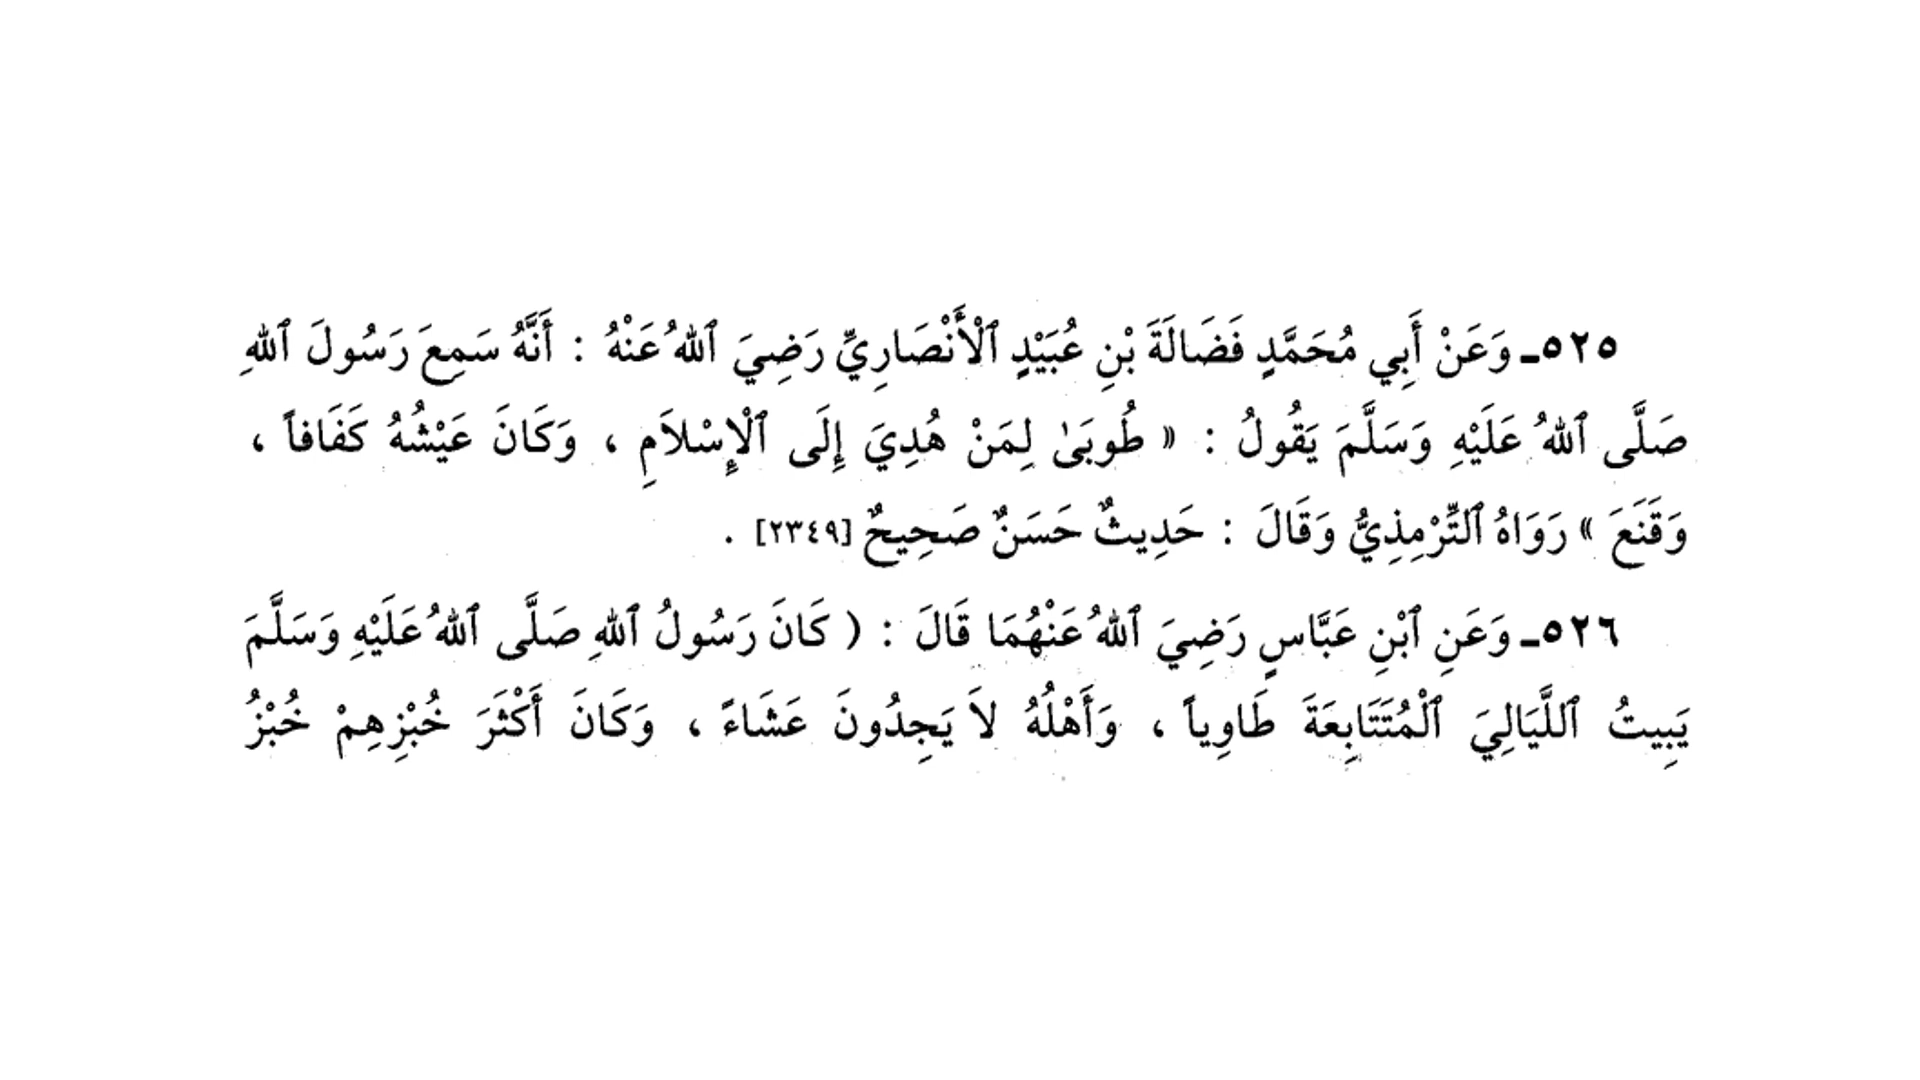 ٥٢٥ـ وَعَنْ أَبِي مُحَمَّدٍ فَضَالَةَ بْنِ عُبَيْدٍ ٱلْأَنْصَارِيِّ رَضِيَ ٱللهُ عَنْهُ : أَنَّهُ سَمِعَ رَسُولَ ٱللهِ
صَلَّى ٱللهُ عَلَيْهِ وَسَلَّمَ يَقُولُ : « طُوبَىٰ لِمَنْ هُدِيَ إِلَى ٱلْإِسْلاَمِ ، وَكَانَ عَيْشُهُ كَفَافاً ،
وَقَنَعَ » رَوَاهُ ٱلتِّرْمِذِيُّ وَقَالَ : حَدِيثٌ حَسَنٌ صَحِيحٌ [٢٣٤٩] .
٥٢٦ـ وَعَنِ ٱبْنِ عَبَّاسٍ رَضِيَ ٱللهُ عَنْهُمَا قَالَ : ( كَانَ رَسُولُ ٱللهِ صَلَّى ٱللهُ عَلَيْهِ وَسَلَّمَ
يَبِيتُ ٱللَّيَالِيَ ٱلْمُتَتَابِعَةَ طَاوِياً ، وَأَهْلُهُ لاَ يَجِدُونَ عَشَاءً ، وَكَانَ أَكْثَرَ خُبْزِهِمْ خُبْزُ